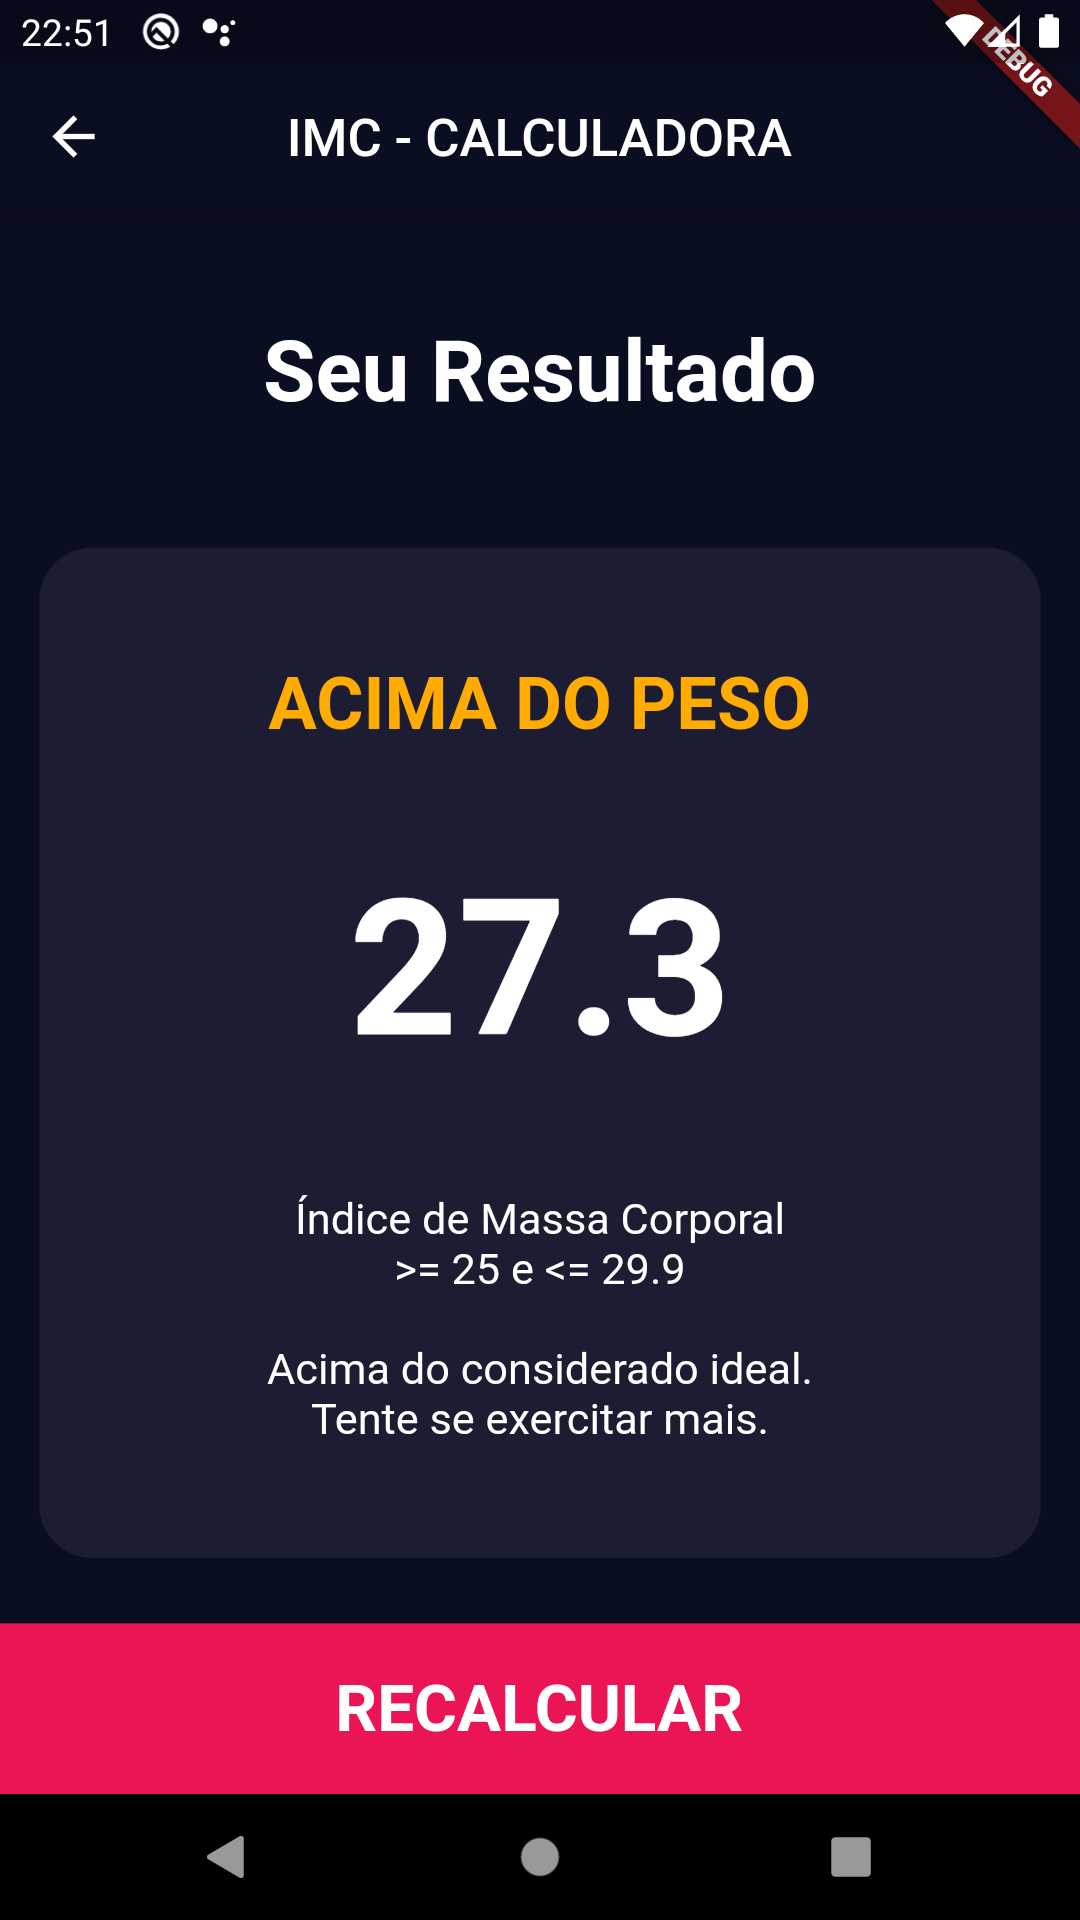 22:51
DEBUG
IMC - CALCULADORA
Seu Resultado
ACIMA DO PESO
27.3
Índice de Massa Corporal
>= 25 e <= 29.9
Acima do considerado ideal.
Tente se exercitar mais.
RECALCULAR